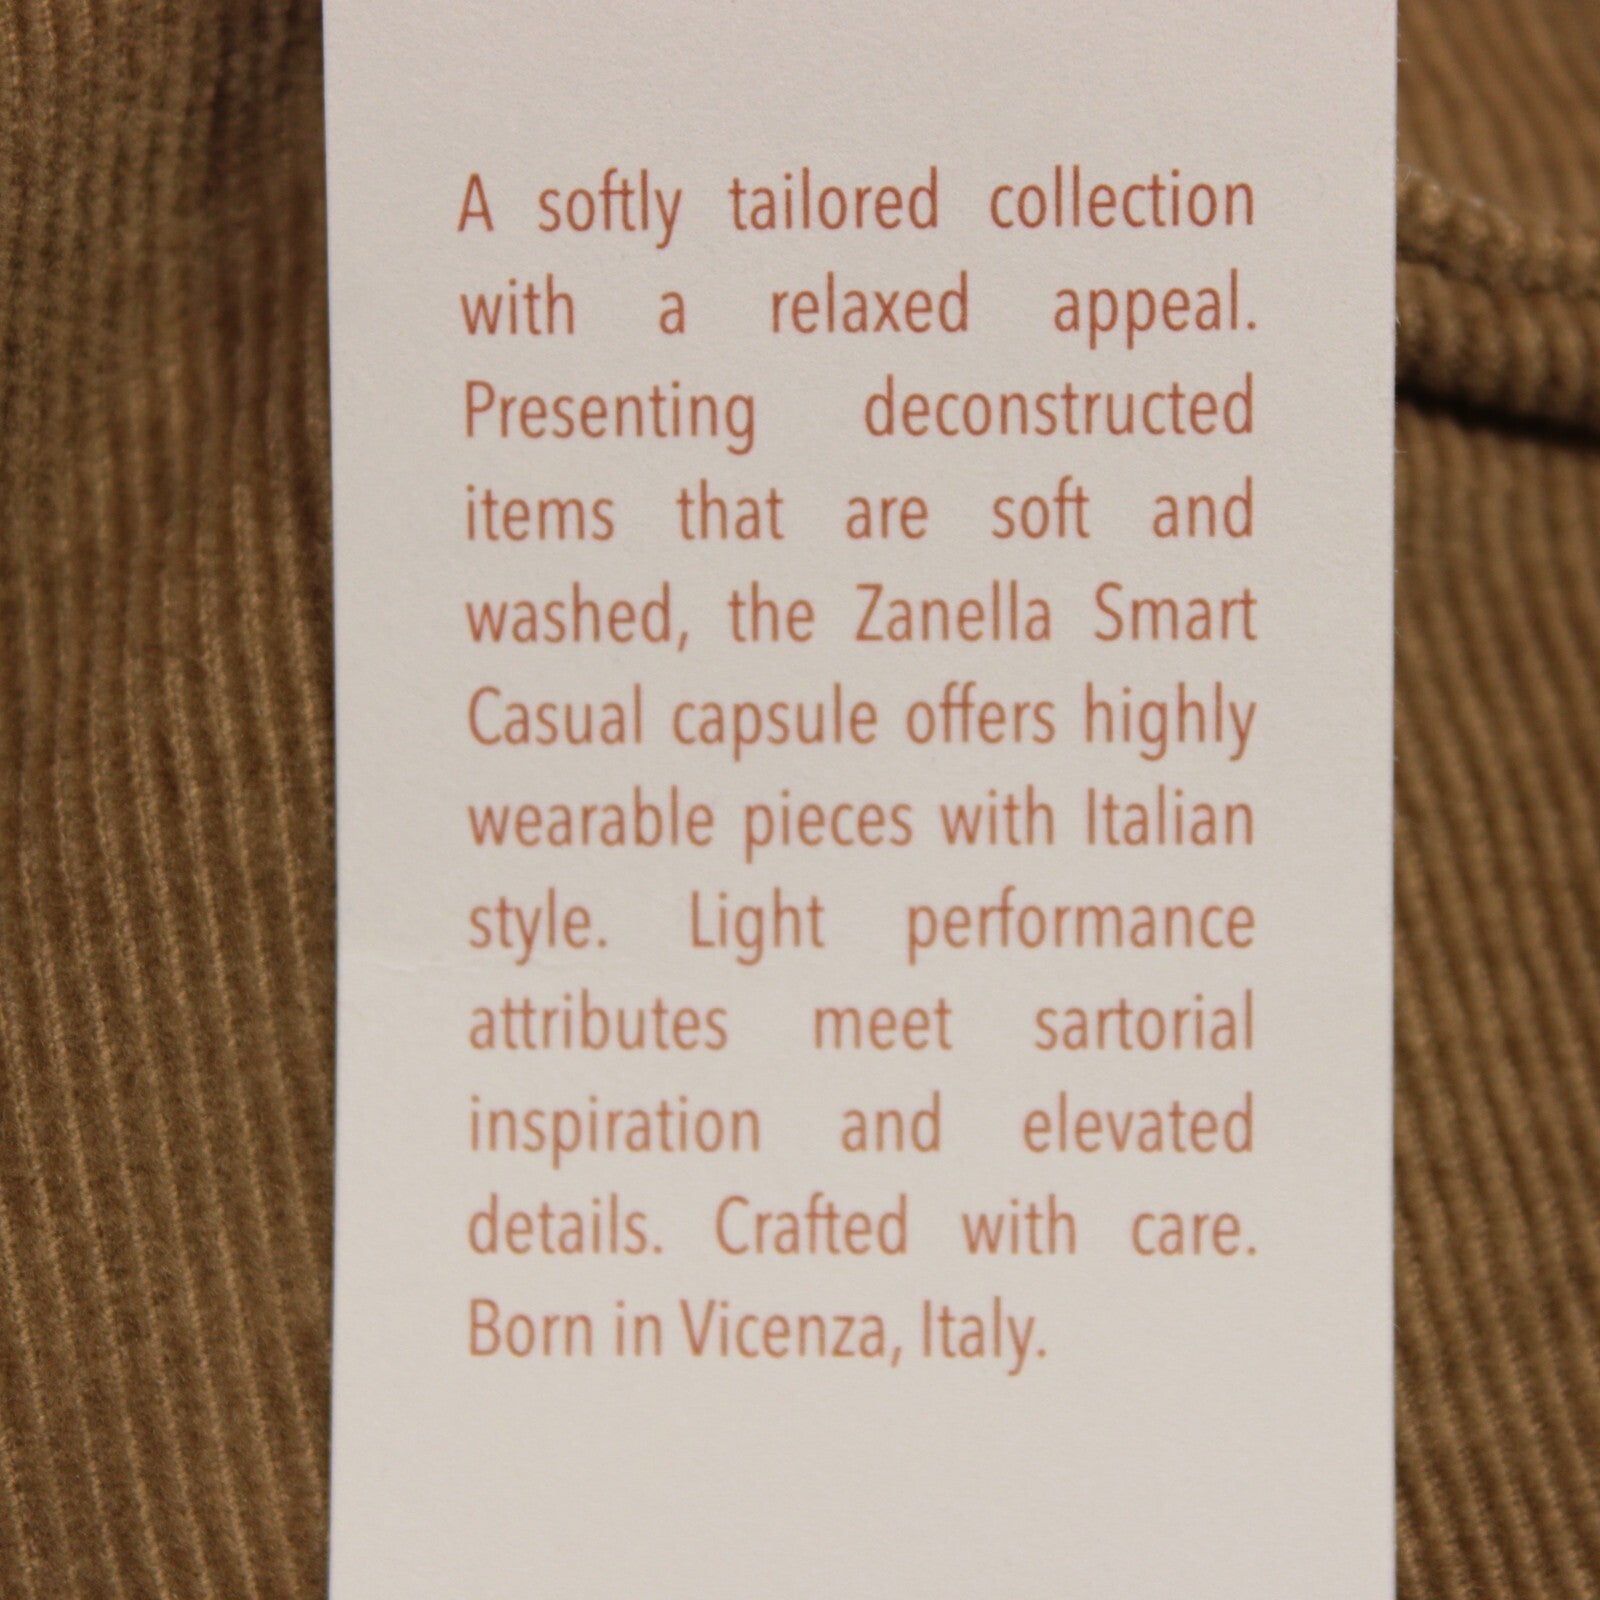 A softly tailored collection
with a relaxed appeal.
Presenting deconstructed
items that are soft and
washed, the Zanella Smart
Casual capsule offers highly
wearable pieces with Italian
style. Light performance
attributes meet sartorial
inspiration and elevated
details. Crafted with care.
Born in Vicenza, Italy.